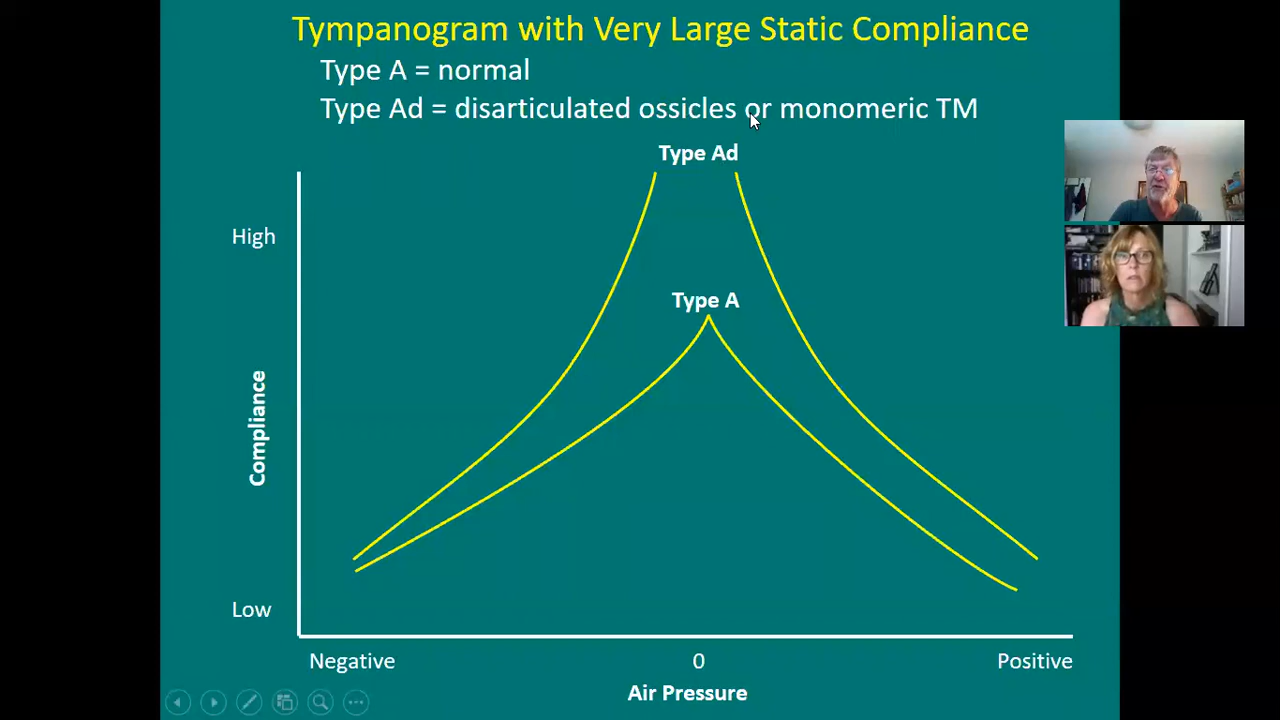 Tympanogram with Very Large Static Compliance
Type A = normal
Type Ad = disarticulated ossicles or monomeric TM
Type Ad
High
Type A
Compliance
Low
Negative
0
Positive
Air Pressure